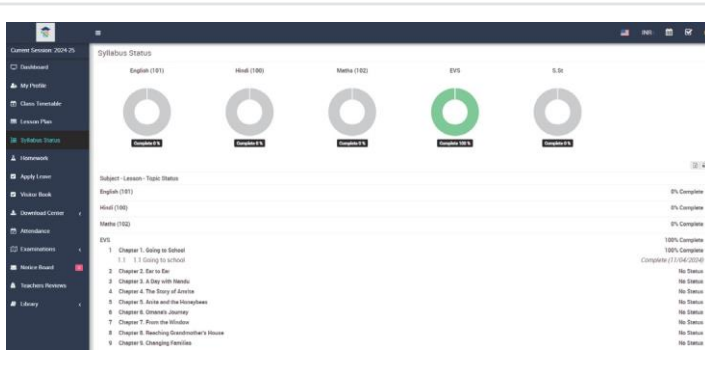 INR
Current Session: 2024-25
Dashboard
My Profile
Class Timetable
Lesson Plan
Syllabus Status
Homework
Apply Leave
Visitor Book
Download Center
Attendance
Examinations
Notice Board
Teachers Reviews
Library
Syllabus Status
English (101) Hindi (100) Maths (102) EVS S.St
Complete 0 % Complete 0 % Complete 0 % Complete 100 % Complete 0 %
Subject - Lesson - Topic Status
English (101) 0% Complete
Hindi (100) 0% Complete
Maths (102) 0% Complete
EVS 100% Complete
1 Chapter 1. Going to School 100% Complete
1.1 1.1 Going to school Complete (11/04/2024)
2 Chapter 2. Ear to Ear No Status
3 Chapter 3. A Day with Nandu No Status
4 Chapter 4. The Story of Amrita No Status
5 Chapter 5. Anita and the Honeybees No Status
6 Chapter 6. Omana's Journey No Status
7 Chapter 7. From the Window No Status
8 Chapter 8. Reaching Grandmother's House No Status
9 Chapter 9. Changing Families No Status